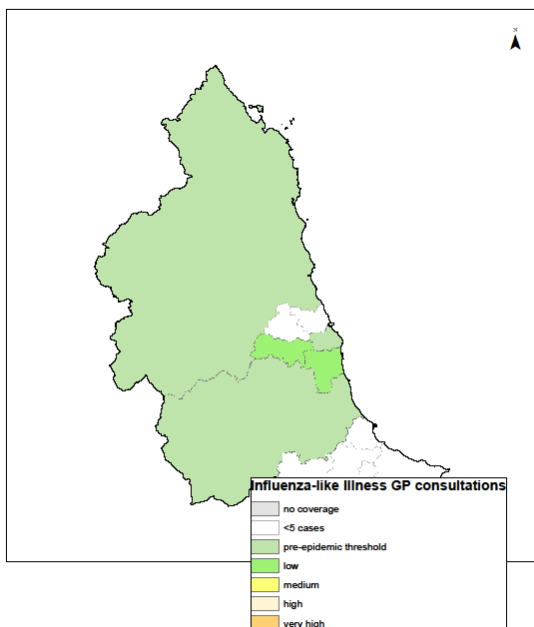 N
Influenza-like Illness GP consultations
no coverage
<5 cases
pre-epidemic threshold
low
medium
high
very high